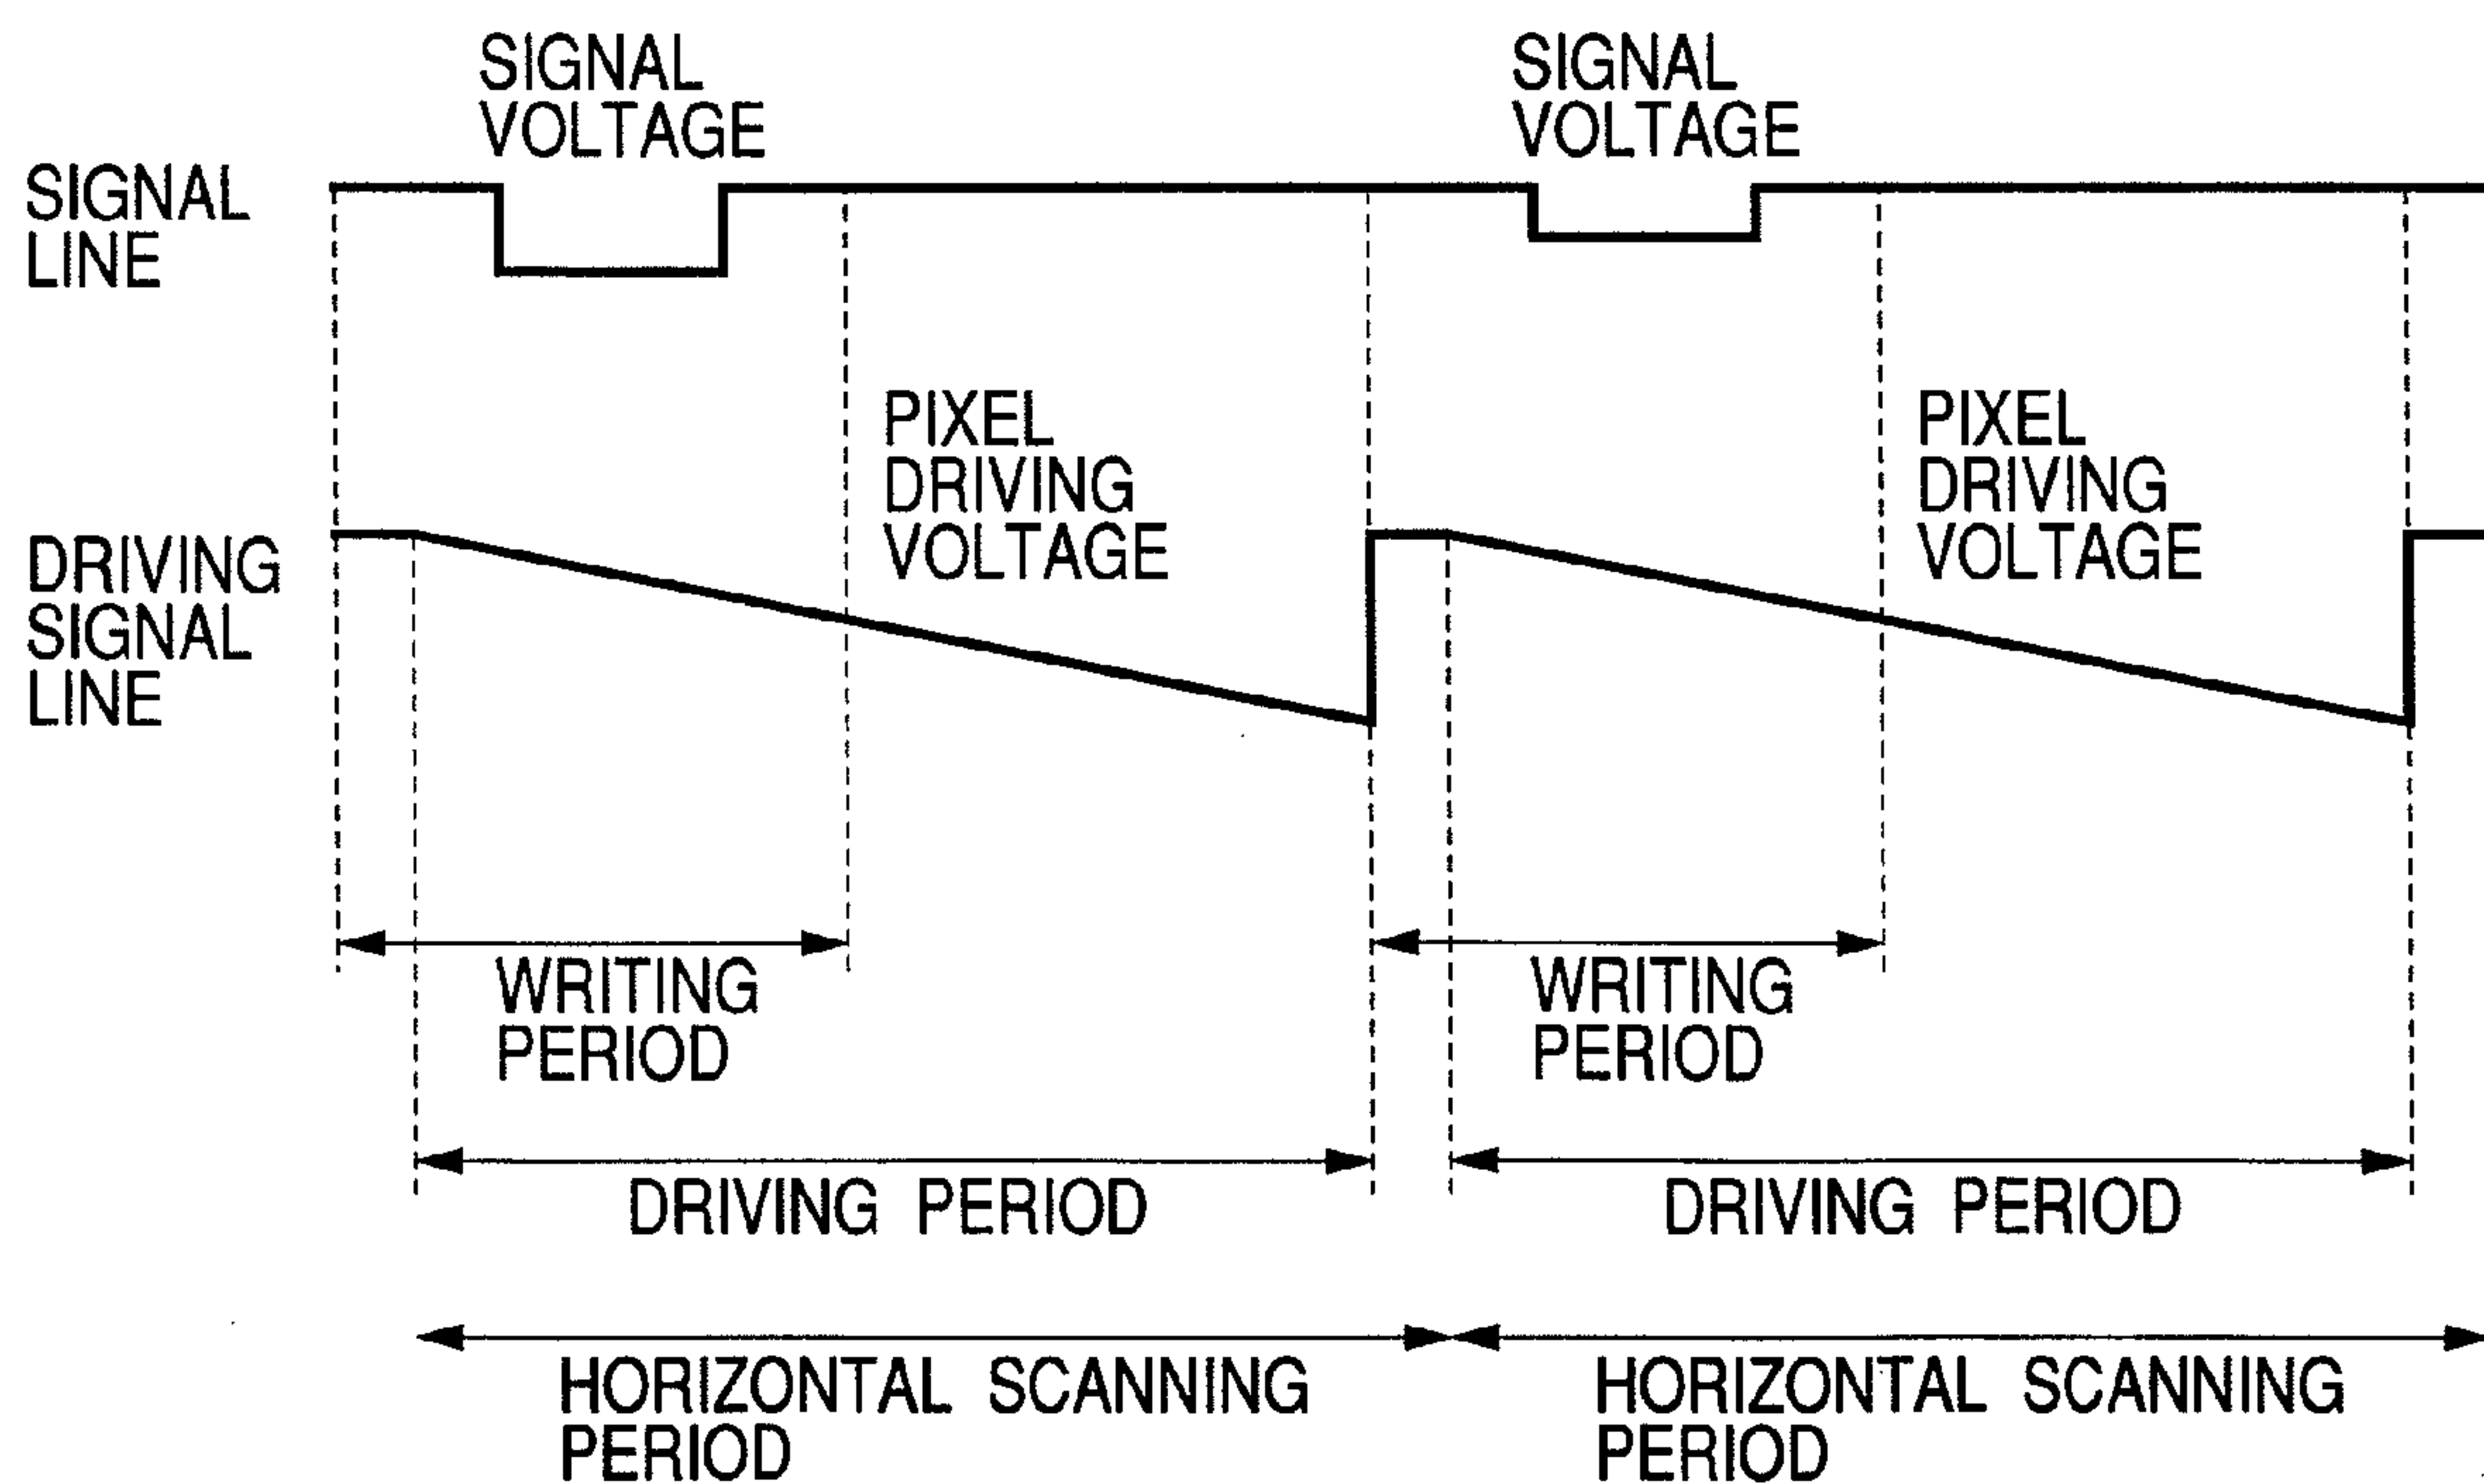 SIGNAL
VOLTAGE
SIGNAL
VOLTAGE
SIGNAL
LINE
PIXEL
DRIVING
VOLTAGE
PIXEL
DRIVING
VOLTAGE
DRIVING
SIGNAL
LINE
WRITING
PERIOD
WRITING
PERIOD
DRIVING PERIOD
DRIVING PERIOD
HORIZONTAL SCANNING
PERIOD
HORIZONTAL SCANNING
PERIOD